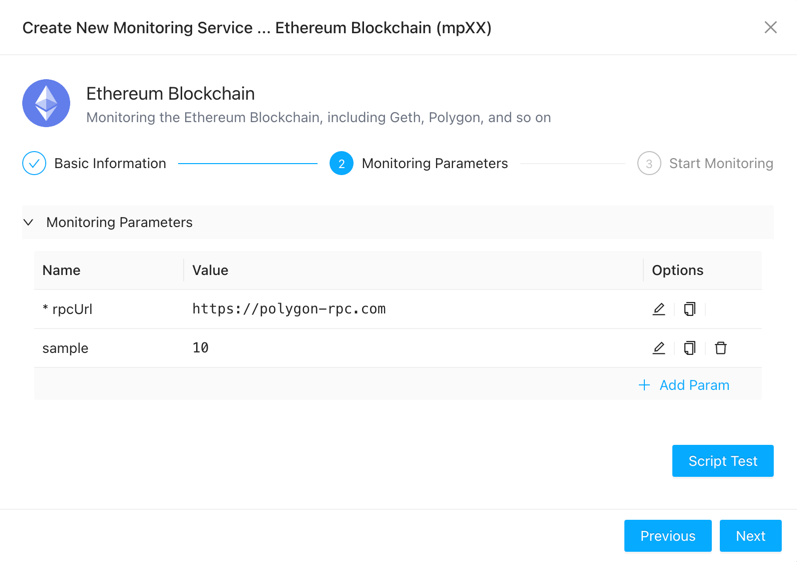 Create New Monitoring Service ... Ethereum Blockchain (mpXX)
Ethereum Blockchain
Monitoring the Ethereum Blockchain, including Geth, Polygon, and so on
Basic Information 2 Monitoring Parameters 3 Start Monitoring
Monitoring Parameters
Name Value Options
* rpcUrl https://polygon-rpc.com
sample 10
+ Add Param
Script Test
Previous Next